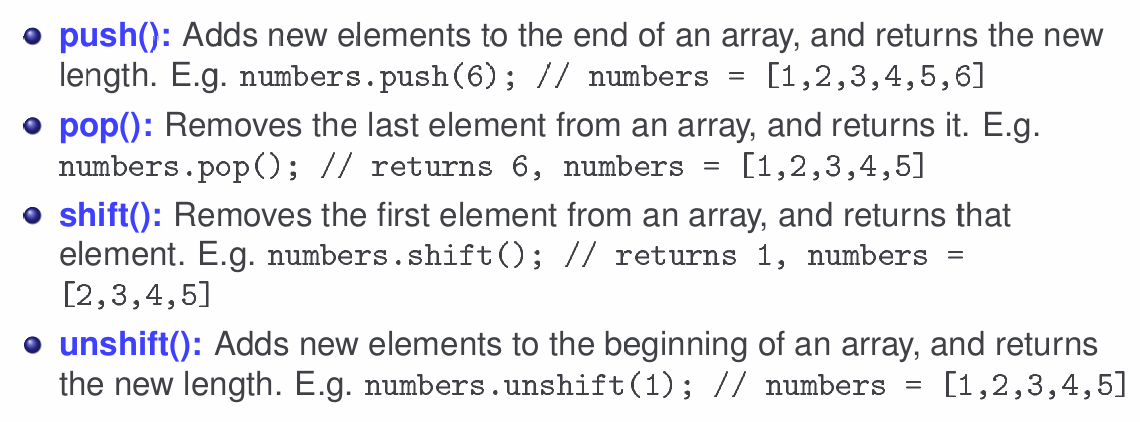 push(): Adds new elements to the end of an array, and returns the new
length. E.g. numbers.push(6); // numbers = [1,2,3,4,5,6]
pop(): Removes the last element from an array, and returns it. E.g.
numbers.pop(); // returns 6, numbers = [1,2,3,4,5]
shift(): Removes the first element from an array, and returns that
element. E.g. numbers.shift(); // returns 1, numbers =
[2,3,4,5]
unshift(): Adds new elements to the beginning of an array, and returns
the new length. E.g. numbers.unshift(1); // numbers = [1,2,3,4,5]